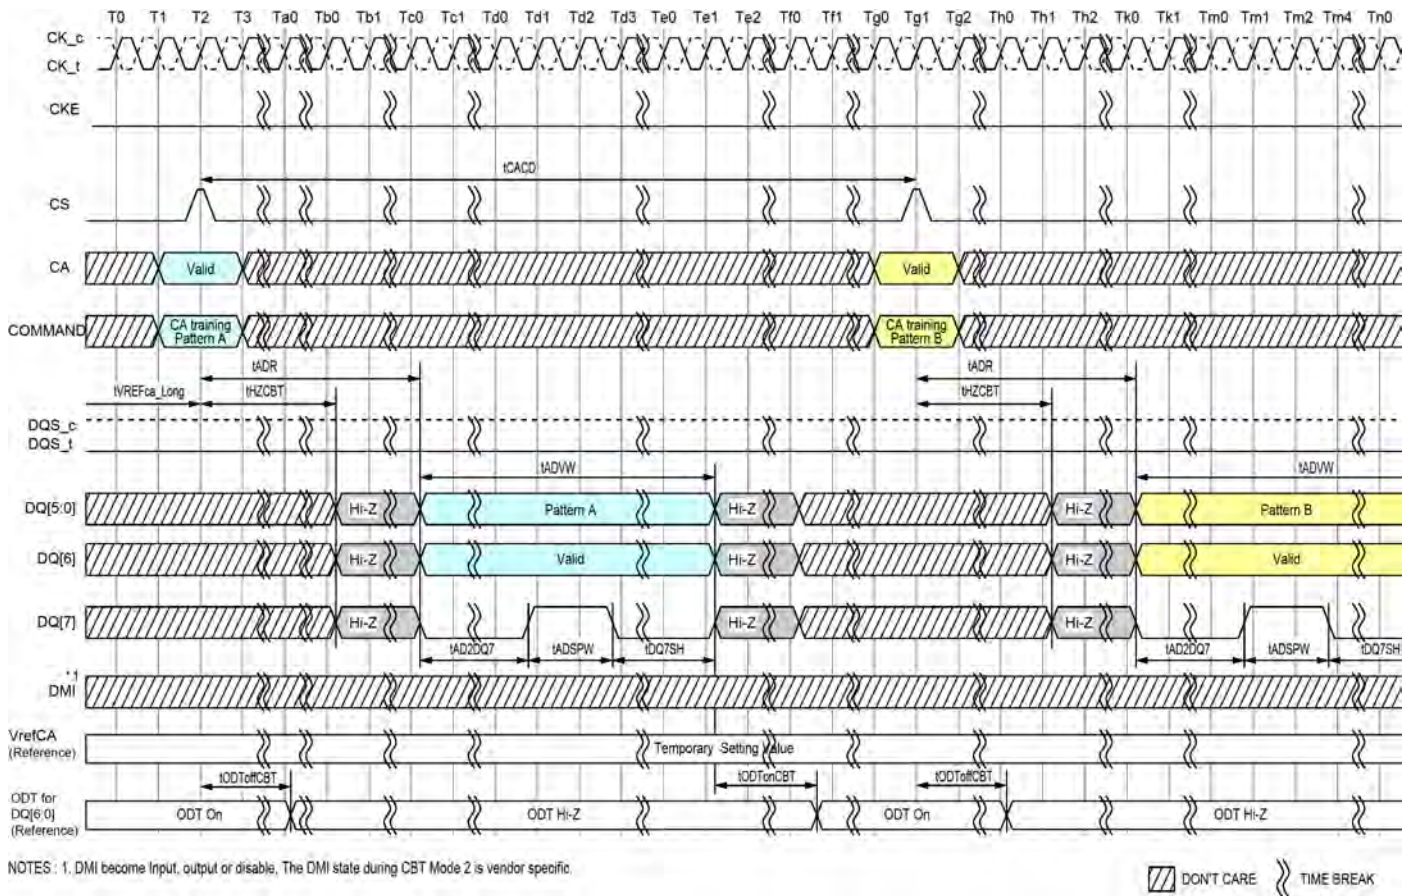 T0 T1 T2 T3 Ta0 Tb0 Tb1 Tc0 Tc1 Td0 Td1 Td2 Td3 Te0 Te1 Te2 Tf0 Tf1 Tg0 Tg1 Tg2 Th0 Th1 Th2 Tk0 Tk1 Tm0 Tm1 Tm2 Tm4 Tn0
CK_c
CK_t
CKE
tCACD
CS
CA Valid Valid
COMMAND CA training Pattern A CA training Pattern B
tADR tADR
tVREFca_Long tHZCBT tHZCBT
DQS_c
DQS_t
tADVW tADVW
DQ[5:0] Hi-Z Pattern A Hi-Z Hi-Z Pattern B
DQ[6] Hi-Z Valid Hi-Z Hi-Z Valid
DQ[7] Hi-Z Hi-Z Hi-Z
tAD2DQ7 tADSPW tDQ7SH tAD2DQ7 tADSPW tDQ7SH
*1
DMI
VrefCA
(Reference) Temporary Setting Value
tODToffCBT tODTonCBT tODToffCBT
ODT for
DQ[6:0] ODT On ODT Hi-Z ODT On ODT Hi-Z
(Reference)
NOTES : 1. DMI become Input, output or disable, The DMI state during CBT Mode 2 is vendor specific.
DON'T CARE TIME BREAK